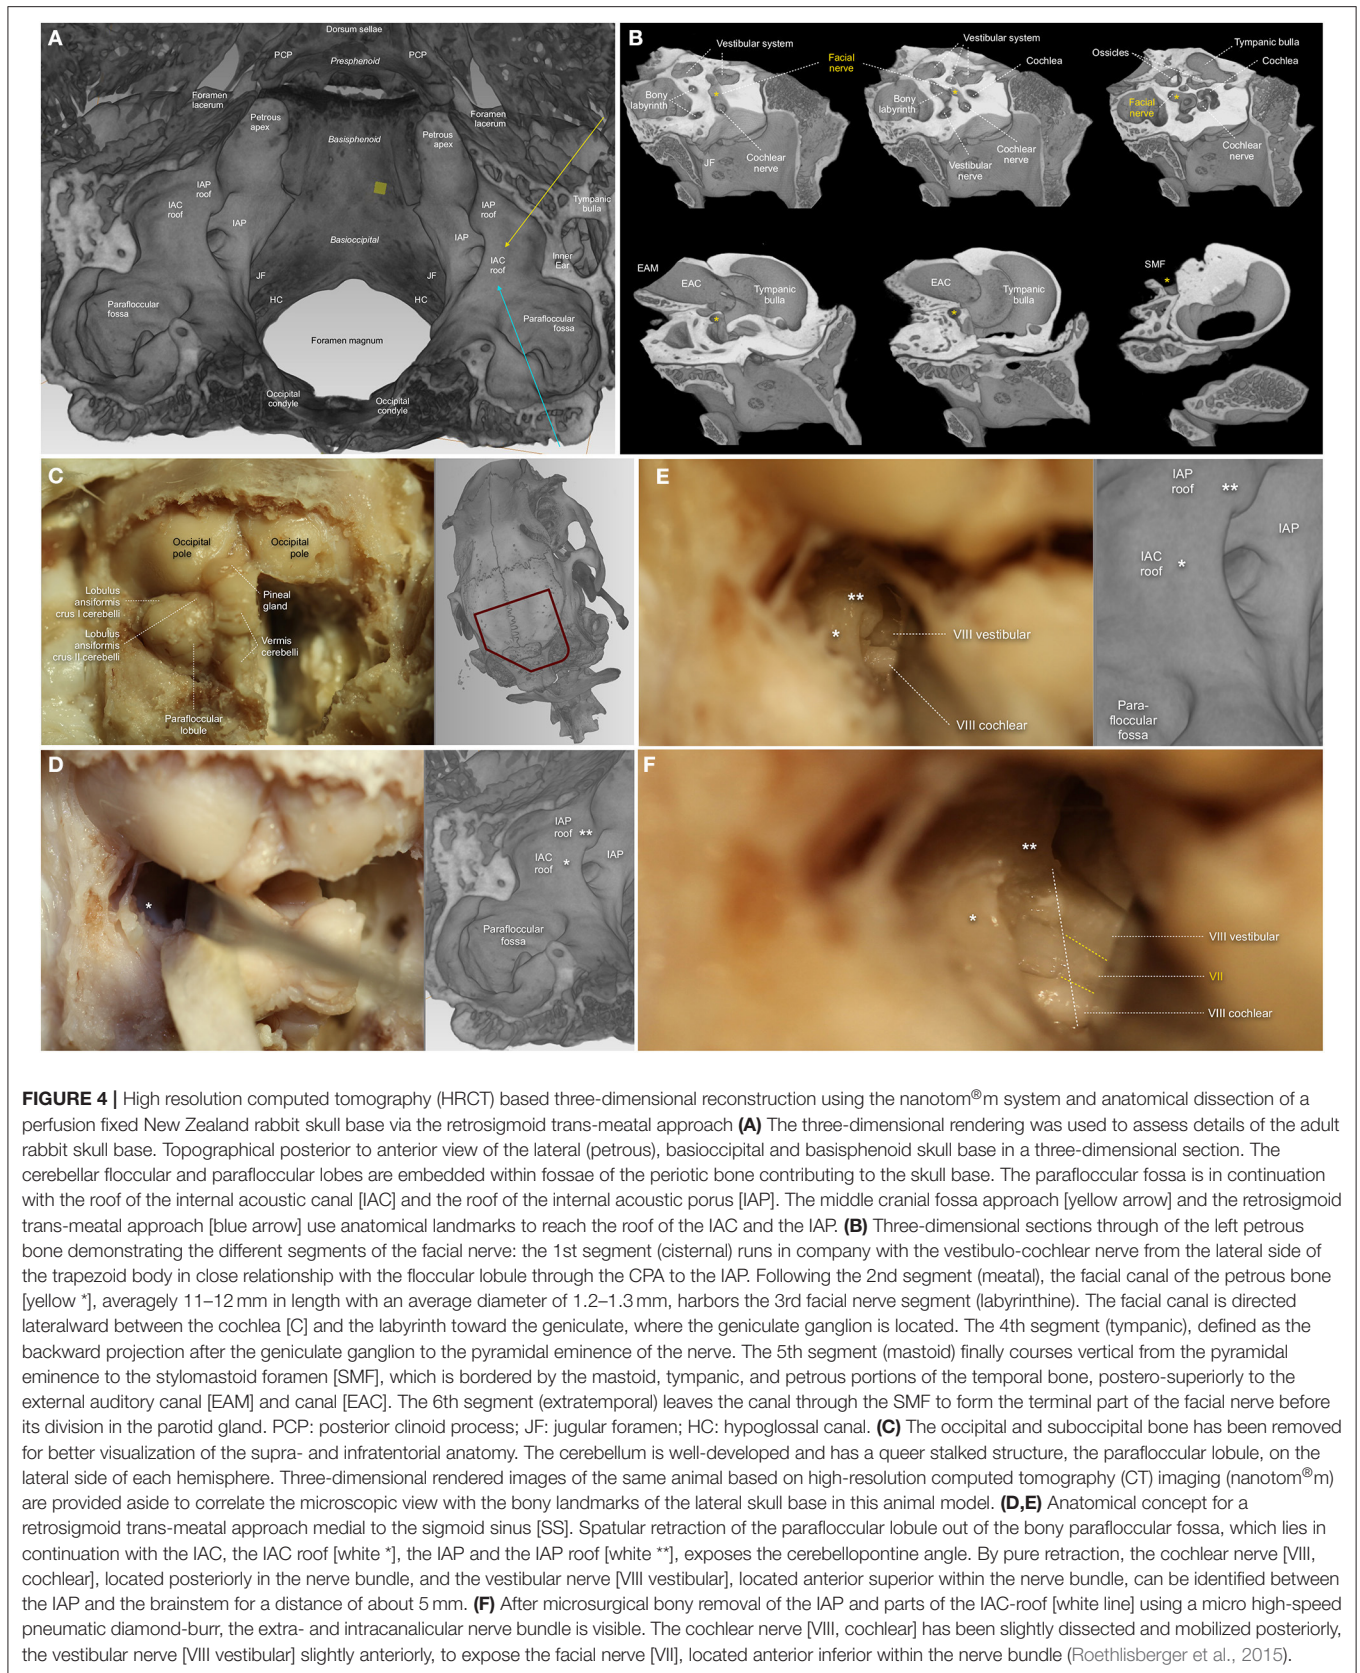 A
Dorsum sellae
PCP
PCP
Presphenoid
Foramen
lacerum
Foramen
lacerum
Petrous
apex
Petrous
apex
Basisphenoid
IAP
roof
IAC
roof
IAP
IAP
roof
IAP
IAC
roof
Tympanic
bulla
Inner
Ear
Basioccipital
JF
JF
HC
HC
Parafloccular
fossa
Parafloccular
fossa
Foramen magnum
Occipital
condyle
Occipital
condyle
B
Vestibular system
Facial
nerve
Bony
labyrinth
JF
Cochlear
nerve
*
Vestibular system
Cochlea
Bony
labyrinth
*
Vestibular
nerve
Cochlear
nerve
Ossicles
Tympanic bulla
Cochlea
Facial
nerve
*
Cochlear
nerve
EAM
EAC
Tympanic
bulla
*
EAC
Tympanic
bulla
*
SMF
*
C
Occipital
pole
Occipital
pole
Lobulus
ansiformis
crus I cerebelli
Lobulus
ansiformis
crus II cerebelli
Pineal
gland
Vermis
cerebelli
Parafloccular
lobule
E
**
*
VIII vestibular
VIII cochlear
IAP
roof
**
IAP
IAC
roof
*
Para-
floccular
fossa
D
*
IAP
roof
**
IAC
roof
*
IAP
Parafloccular
fossa
F
**
*
VIII vestibular
VII
VIII cochlear
FIGURE 4 | High resolution computed tomography (HRCT) based three-dimensional reconstruction using the nanotom®m system and anatomical dissection of a
perfusion fixed New Zealand rabbit skull base via the retrosigmoid trans-meatal approach (A) The three-dimensional rendering was used to assess details of the adult
rabbit skull base. Topographical posterior to anterior view of the lateral (petrous), basioccipital and basisphenoid skull base in a three-dimensional section. The
cerebellar floccular and parafloccular lobes are embedded within fossae of the periotic bone contributing to the skull base. The parafloccular fossa is in continuation
with the roof of the internal acoustic canal [IAC] and the roof of the internal acoustic porus [IAP]. The middle cranial fossa approach [yellow arrow] and the retrosigmoid
trans-meatal approach [blue arrow] use anatomical landmarks to reach the roof of the IAC and the IAP. (B) Three-dimensional sections through of the left petrous
bone demonstrating the different segments of the facial nerve: the 1st segment (cisternal) runs in company with the vestibulo-cochlear nerve from the lateral side of
the trapezoid body in close relationship with the floccular lobule through the CPA to the IAP. Following the 2nd segment (meatal), the facial canal of the petrous bone
[yellow *], averagely 11–12 mm in length with an average diameter of 1.2–1.3 mm, harbors the 3rd facial nerve segment (labyrinthine). The facial canal is directed
lateralward between the cochlea [C] and the labyrinth toward the geniculate, where the geniculate ganglion is located. The 4th segment (tympanic), defined as the
backward projection after the geniculate ganglion to the pyramidal eminence of the nerve. The 5th segment (mastoid) finally courses vertical from the pyramidal
eminence to the stylomastoid foramen [SMF], which is bordered by the mastoid, tympanic, and petrous portions of the temporal bone, postero-superiorly to the
external auditory canal [EAM] and canal [EAC]. The 6th segment (extratemporal) leaves the canal through the SMF to form the terminal part of the facial nerve before
its division in the parotid gland. PCP: posterior clinoid process; JF: jugular foramen; HC: hypoglossal canal. (C) The occipital and suboccipital bone has been removed
for better visualization of the supra- and infratentorial anatomy. The cerebellum is well-developed and has a queer stalked structure, the parafloccular lobule, on the
lateral side of each hemisphere. Three-dimensional rendered images of the same animal based on high-resolution computed tomography (CT) imaging (nanotom®m)
are provided aside to correlate the microscopic view with the bony landmarks of the lateral skull base in this animal model. (D,E) Anatomical concept for a
retrosigmoid trans-meatal approach medial to the sigmoid sinus [SS]. Spatular retraction of the parafloccular lobule out of the bony parafloccular fossa, which lies in
continuation with the IAC, the IAC roof [white *], the IAP and the IAP roof [white **], exposes the cerebellopontine angle. By pure retraction, the cochlear nerve [VIII,
cochlear], located posteriorly in the nerve bundle, and the vestibular nerve [VIII vestibular], located anterior superior within the nerve bundle, can be identified between
the IAP and the brainstem for a distance of about 5 mm. (F) After microsurgical bony removal of the IAP and parts of the IAC-roof [white line] using a micro high-speed
pneumatic diamond-burr, the extra- and intracanalicular nerve bundle is visible. The cochlear nerve [VIII, cochlear] has been slightly dissected and mobilized posteriorly,
the vestibular nerve [VIII vestibular] slightly anteriorly, to expose the facial nerve [VII], located anterior inferior within the nerve bundle (Roethlisberger et al., 2015).